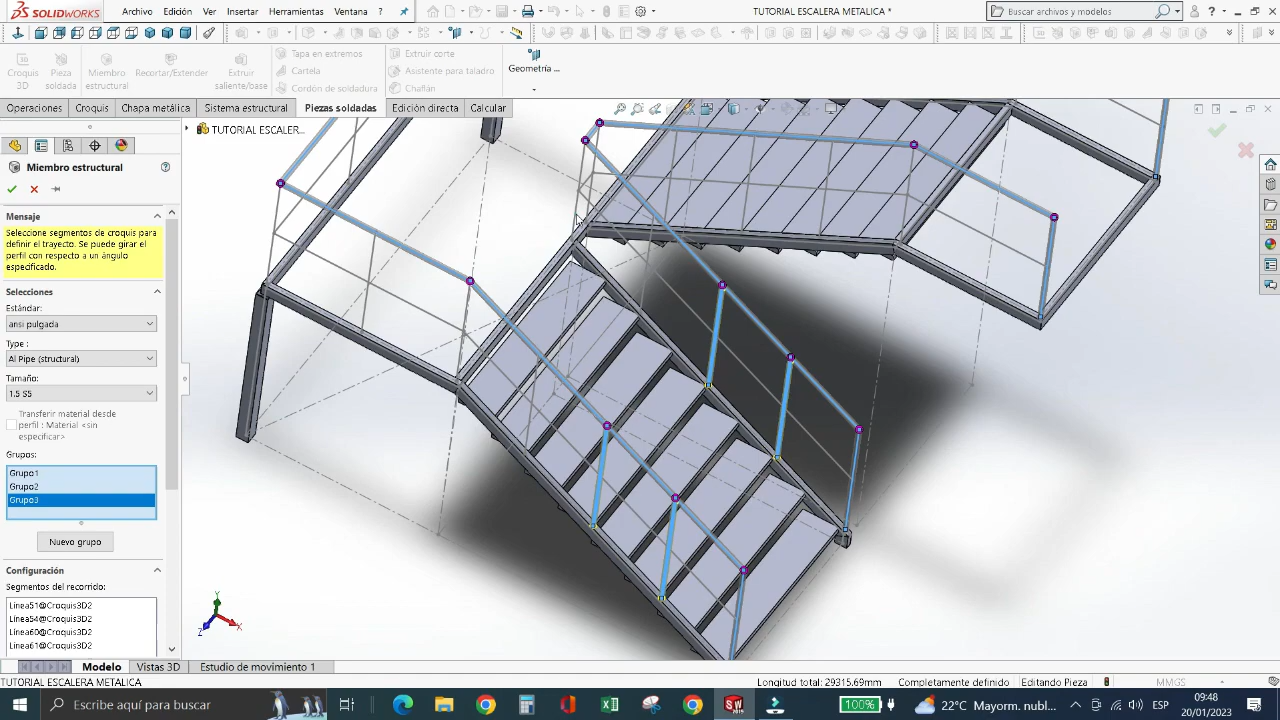 SOLIDWORKS
Archivo
Edición
Ver
Insertar
Herramientas
Ventana
?
TUTORIAL ESCALERA METALICA *
Buscar archivos y modelos
Croquis
3D
Pieza
soldada
Miembro
estructural
Recortar/Extender
Extruir
saliente/base
Tapa en extremos
Cartela
Cordón de soldadura
Extruir corte
Asistente para taladro
Chaflán
Geometría ...
Operaciones
Croquis
Chapa metálica
Sistema estructural
Piezas soldadas
Edición directa
Calcular
TUTORIAL ESCALER...
Miembro estructural
Mensaje
Seleccione segmentos de croquis para
definir el trayecto. Se puede girar el
perfil con respecto a un ángulo
especificado.
Selecciones
Estándar:
ansi pulgada
Type :
Al Pipe (structural)
Tamaño:
1.5 S5
Transferir material desde
perfil : Material <sin
especificar>
Grupos:
Grupo1
Grupo2
Grupo3
Nuevo grupo
Configuración
Segmentos del recorrido:
Línea51@Croquis3D2
Línea54@Croquis3D2
Línea60@Croquis3D2
Línea61@Croquis3D2
Y
X
Z
Modelo
Vistas 3D
Estudio de movimiento 1
TUTORIAL ESCALERA METALICA
Longitud total: 29315.69mm
Completamente definido
Editando Pieza
MMGS
Escribe aquí para buscar
SW
2019
100%
22°C
Mayorm. nubl...
ESP
09:48
20/01/2023